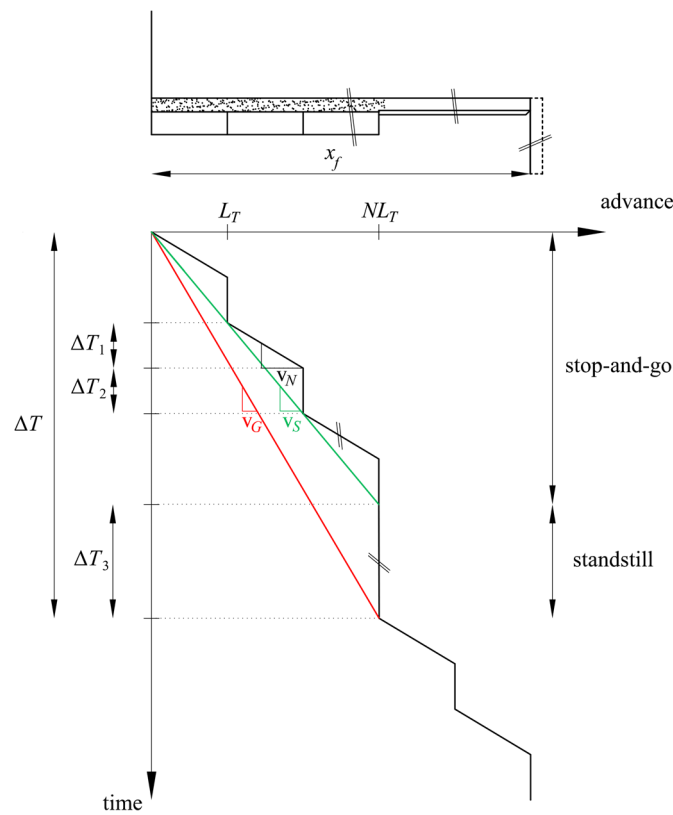 x_f
advance
L_T
NL_T
ΔT_1
v_N
stop-and-go
ΔT_2
v_G
v_S
ΔT
ΔT_3
standstill
time